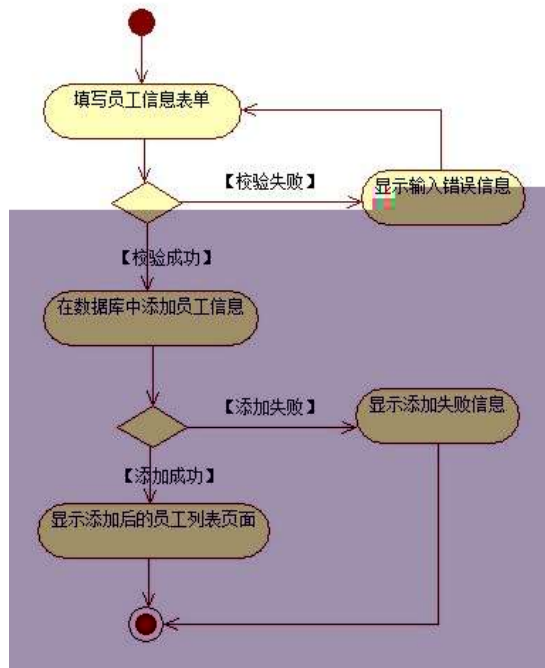 填写员工信息表单
【校验失败】
显示输入错误信息
【校验成功】
在数据库中添加员工信息
【添加失败】
显示添加失败信息
【添加成功】
显示添加后的员工列表页面